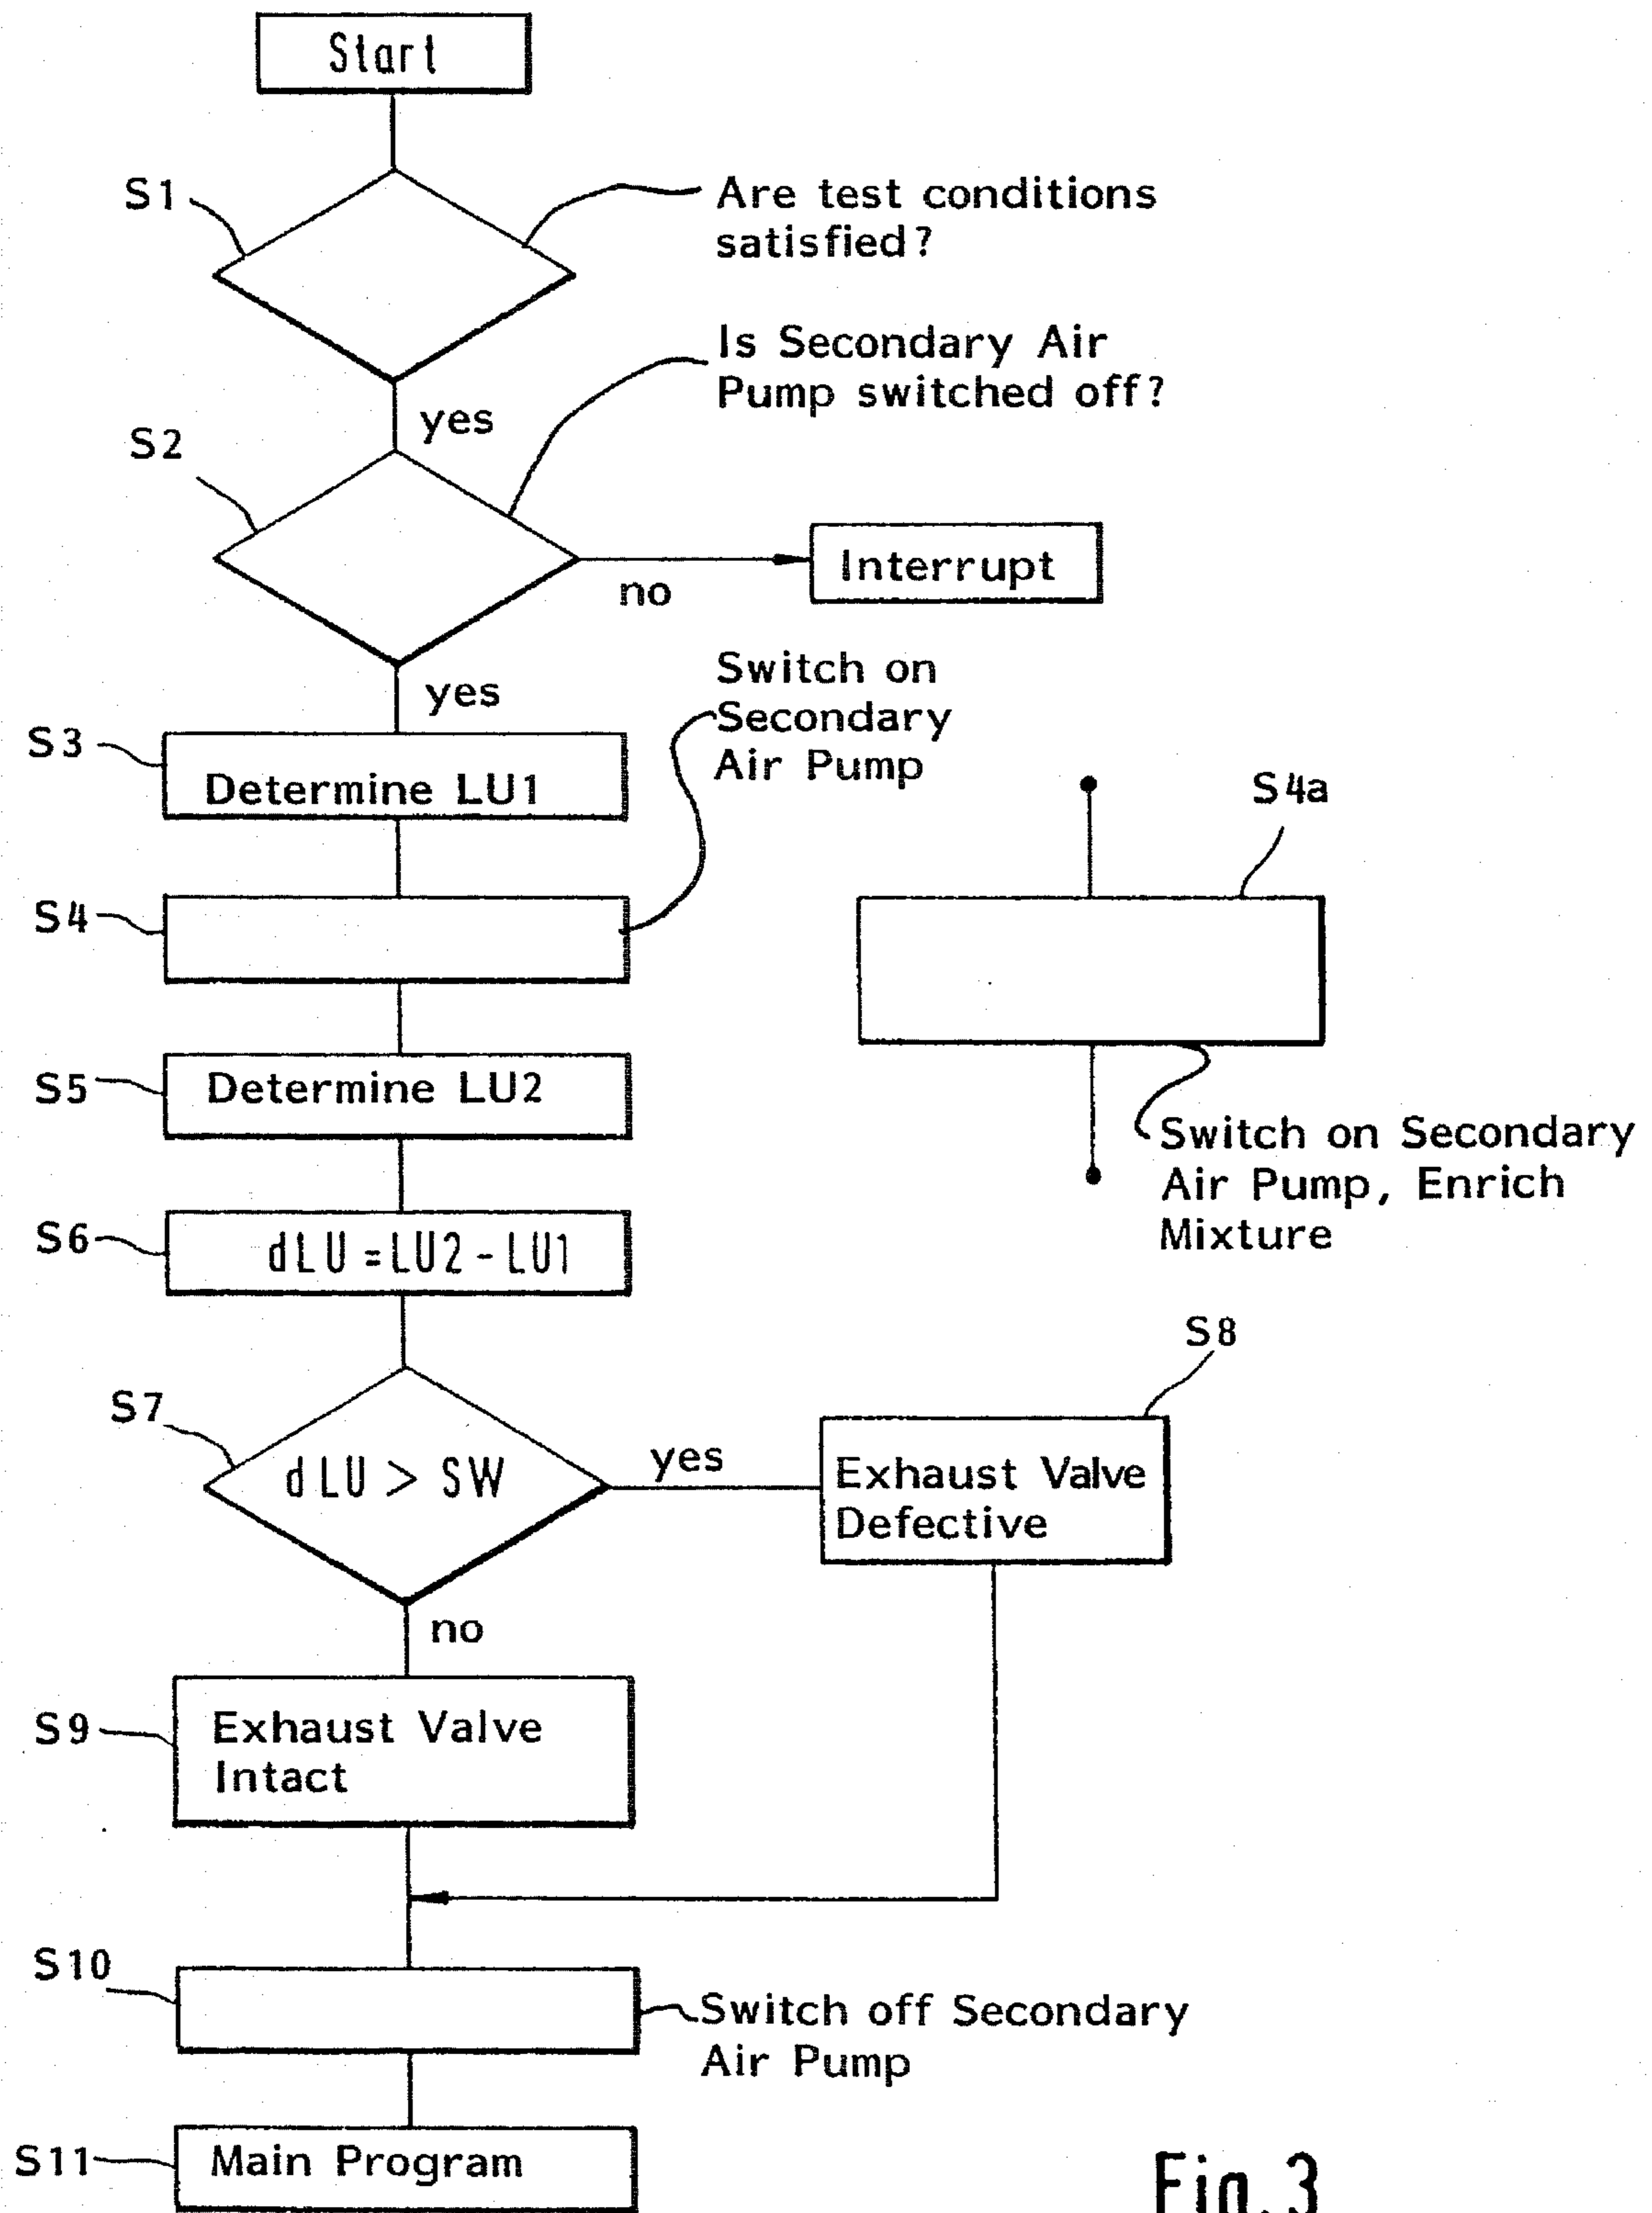 Start
S1
Are test conditions
satisfied?
Is Secondary Air
Pump switched off?
yes
S2
Interrupt
no
Switch on
Secondary
Air Pump
yes
S3
Determine LU1
S4a
S4
S5
Determine LU2
Switch on Secondary
Air Pump, Enrich
Mixture
S6
dLU = LU2 - LU1
S8
S7
dLU > SW
yes
Exhaust Valve
Defective
no
S9
Exhaust Valve
Intact
S10
Switch off Secondary
Air Pump
S11
Main Program
Fig.3